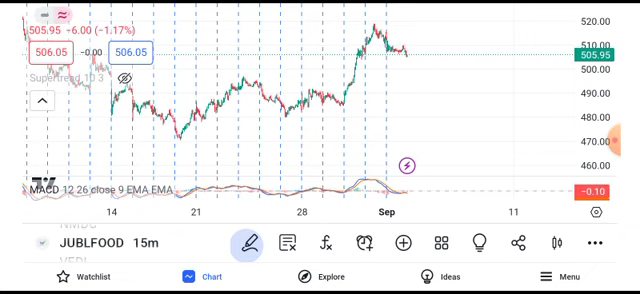 505.95 -6.00 (-1.17%)
506.05 -0.00 506.05
Supertrend 10 3
520.00
510.00
505.95
500.00
490.00
480.00
470.00
460.00
MACD 12 26 close 9 EMA EMA
-0.10
14 21 28 Sep 11
NMDC
JUBLFOOD 15m
VEDL
Watchlist Chart Explore Ideas Menu